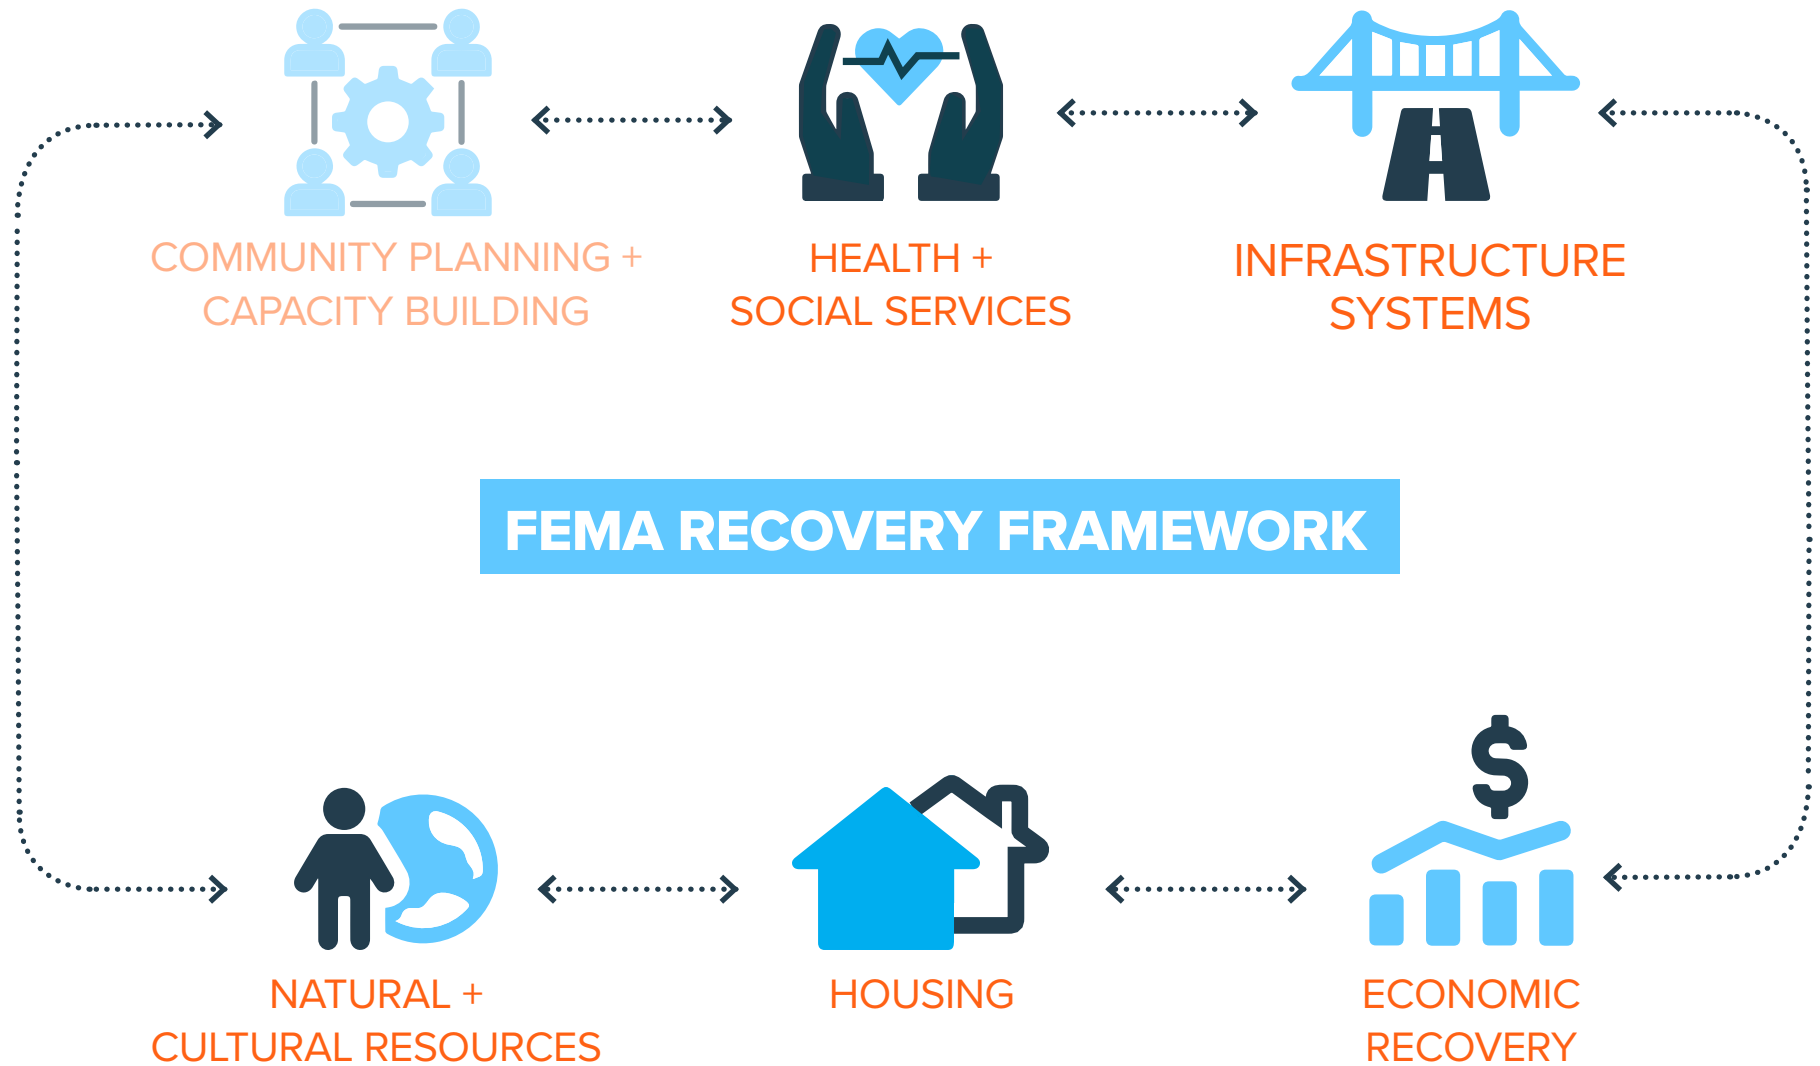 COMMUNITY PLANNING +
CAPACITY BUILDING
HEALTH +
SOCIAL SERVICES
INFRASTRUCTURE
SYSTEMS
FEMA RECOVERY FRAMEWORK
$
NATURAL +
CULTURAL RESOURCES
HOUSING
ECONOMIC
RECOVERY